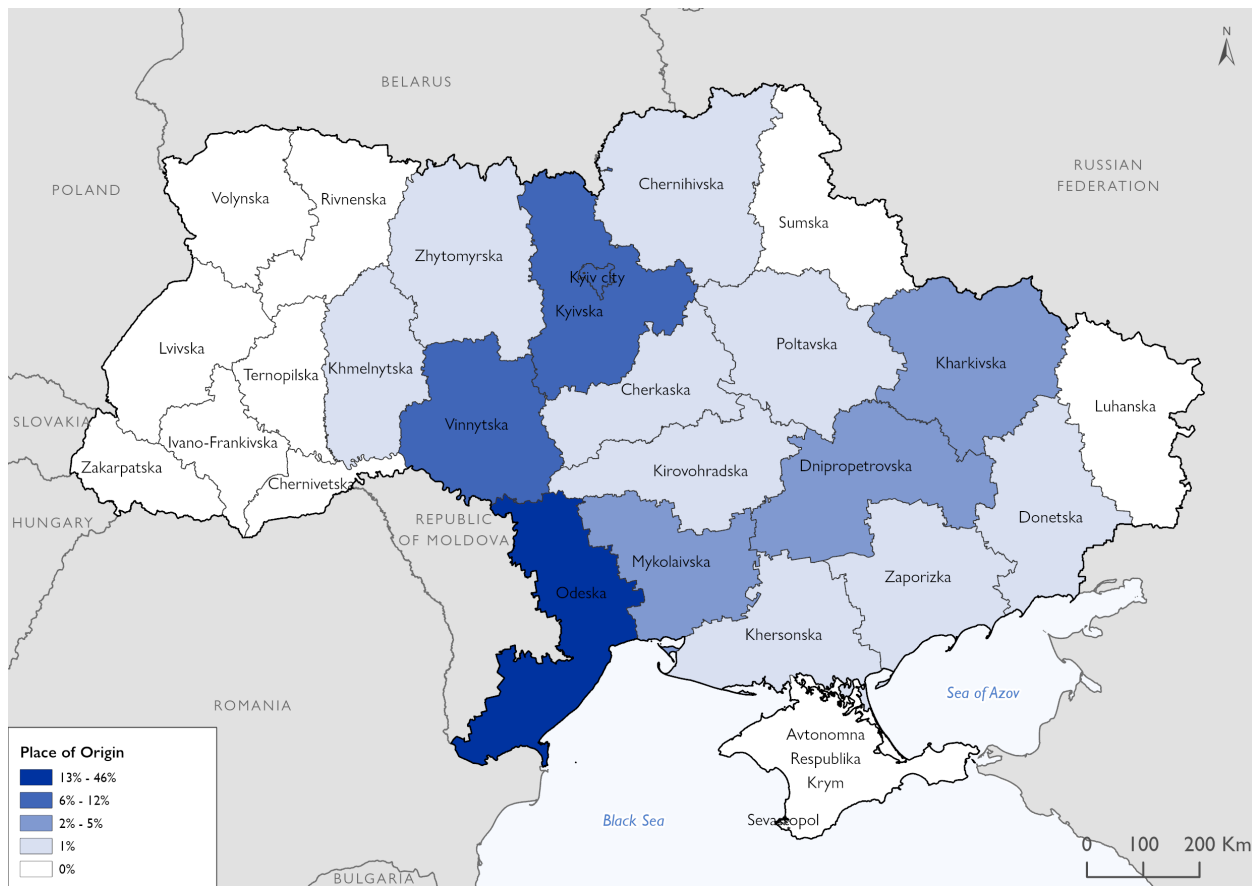 N
BELARUS
POLAND
RUSSIAN
FEDERATION
Volynska
Rivnenska
Chernihivska
Sumska
Zhytomyrska
Kyiv city
Kyivska
Lvivska
Ternopilska
Khmelnytska
Poltavska
Kharkivska
Cherkaska
Luhanska
SLOVAKIA
Ivano-Frankivska
Vinnytska
Zakarpatska
Chernivetska
Kirovohradska
Dnipropetrovska
HUNGARY
REPUBLIC
OF MOLDOVA
Donetska
Mykolaivska
Zaporizka
Odeska
Khersonska
ROMANIA
Sea of Azov
Avtonomna
Respublika
Krym
Black Sea
Sevastopol
BULGARIA
Place of Origin
13% - 46%
6% - 12%
2% - 5%
1%
0%
0 100 200 Km